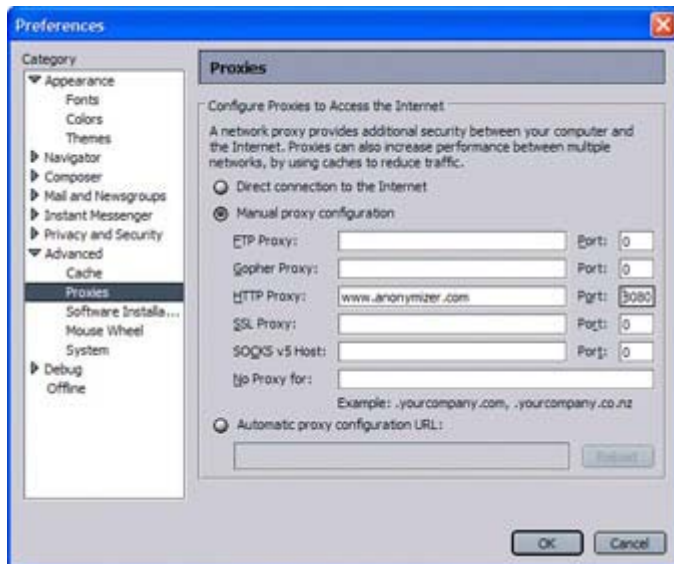 Preferences
Category
Appearance
Fonts
Colors
Themes
Navigator
Composer
Mail and Newsgroups
Instant Messenger
Privacy and Security
Advanced
Cache
Proxies
Software Installa...
Mouse Wheel
System
Debug
Offline
Proxies
Configure Proxies to Access the Internet
A network proxy provides additional security between your computer and
the Internet. Proxies can also increase performance between multiple
networks, by using caches to reduce traffic.
Direct connection to the Internet
Manual proxy configuration
FTP Proxy: Port: 0
Gopher Proxy: Port: 0
HTTP Proxy: www.anonymizer.com Port: 8080
SSL Proxy: Port: 0
SOCKS v5 Host: Port: 0
No Proxy for:
Example: .yourcompany.com, .yourcompany.co.nz
Automatic proxy configuration URL:
Reload
OK Cancel